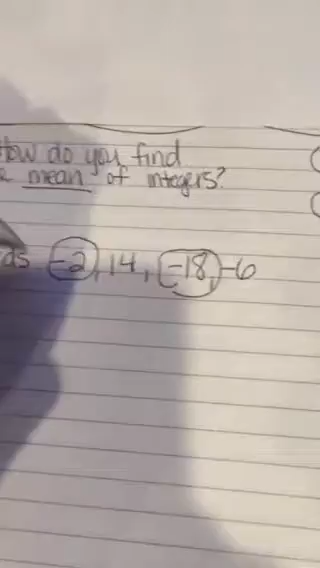 How do you find
mean of integers?
-2, 14, -18, -6